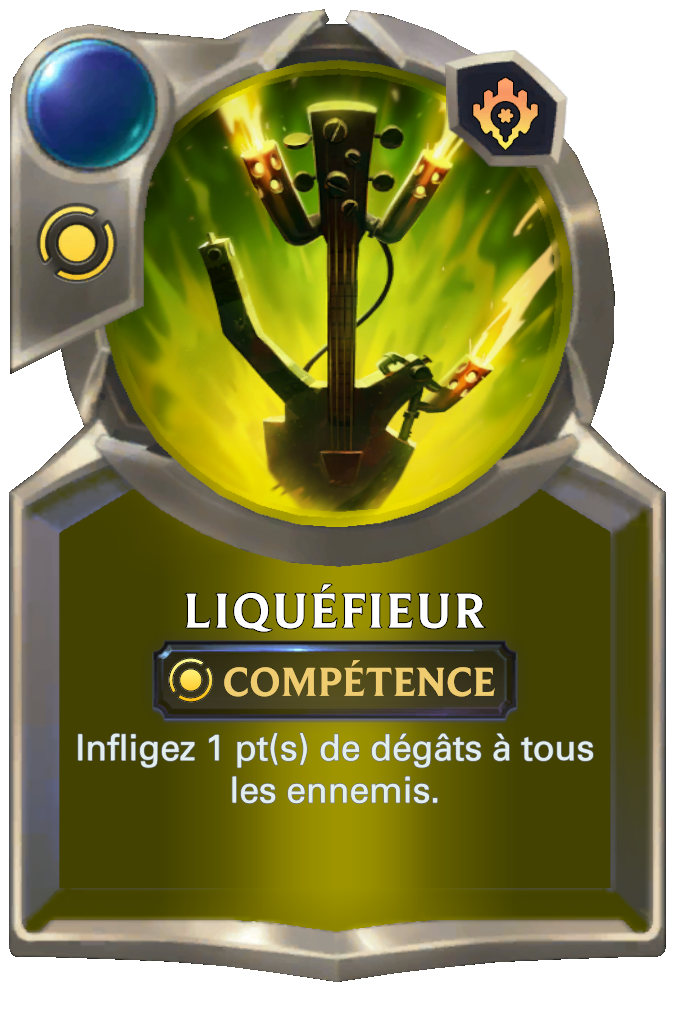 LIQUÉFIEUR
COMPÉTENCE
Infligez 1 pt(s) de dégâts à tous
les ennemis.